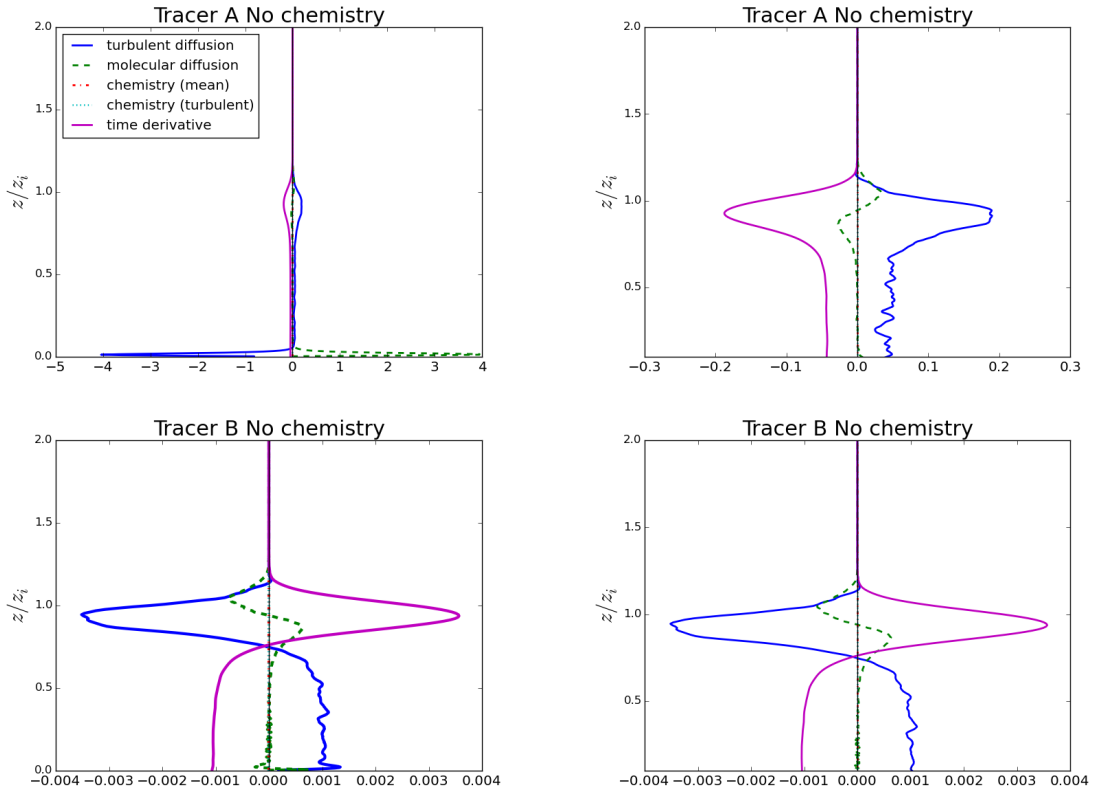 Tracer A No chemistry
2.0
1.5
1.0
0.5
0.0
z/z_i
turbulent diffusion
molecular diffusion
chemistry (mean)
chemistry (turbulent)
time derivative
−5 −4 −3 −2 −1 0 1 2 3 4
Tracer A No chemistry
2.0
1.5
1.0
0.5
z/z_i
−0.3 −0.2 −0.1 0.0 0.1 0.2 0.3
Tracer B No chemistry
2.0
1.5
1.0
0.5
0.0
z/z_i
−0.004 −0.003 −0.002 −0.001 0.000 0.001 0.002 0.003 0.004
Tracer B No chemistry
2.0
1.5
1.0
0.5
z/z_i
−0.004 −0.003 −0.002 −0.001 0.000 0.001 0.002 0.003 0.004